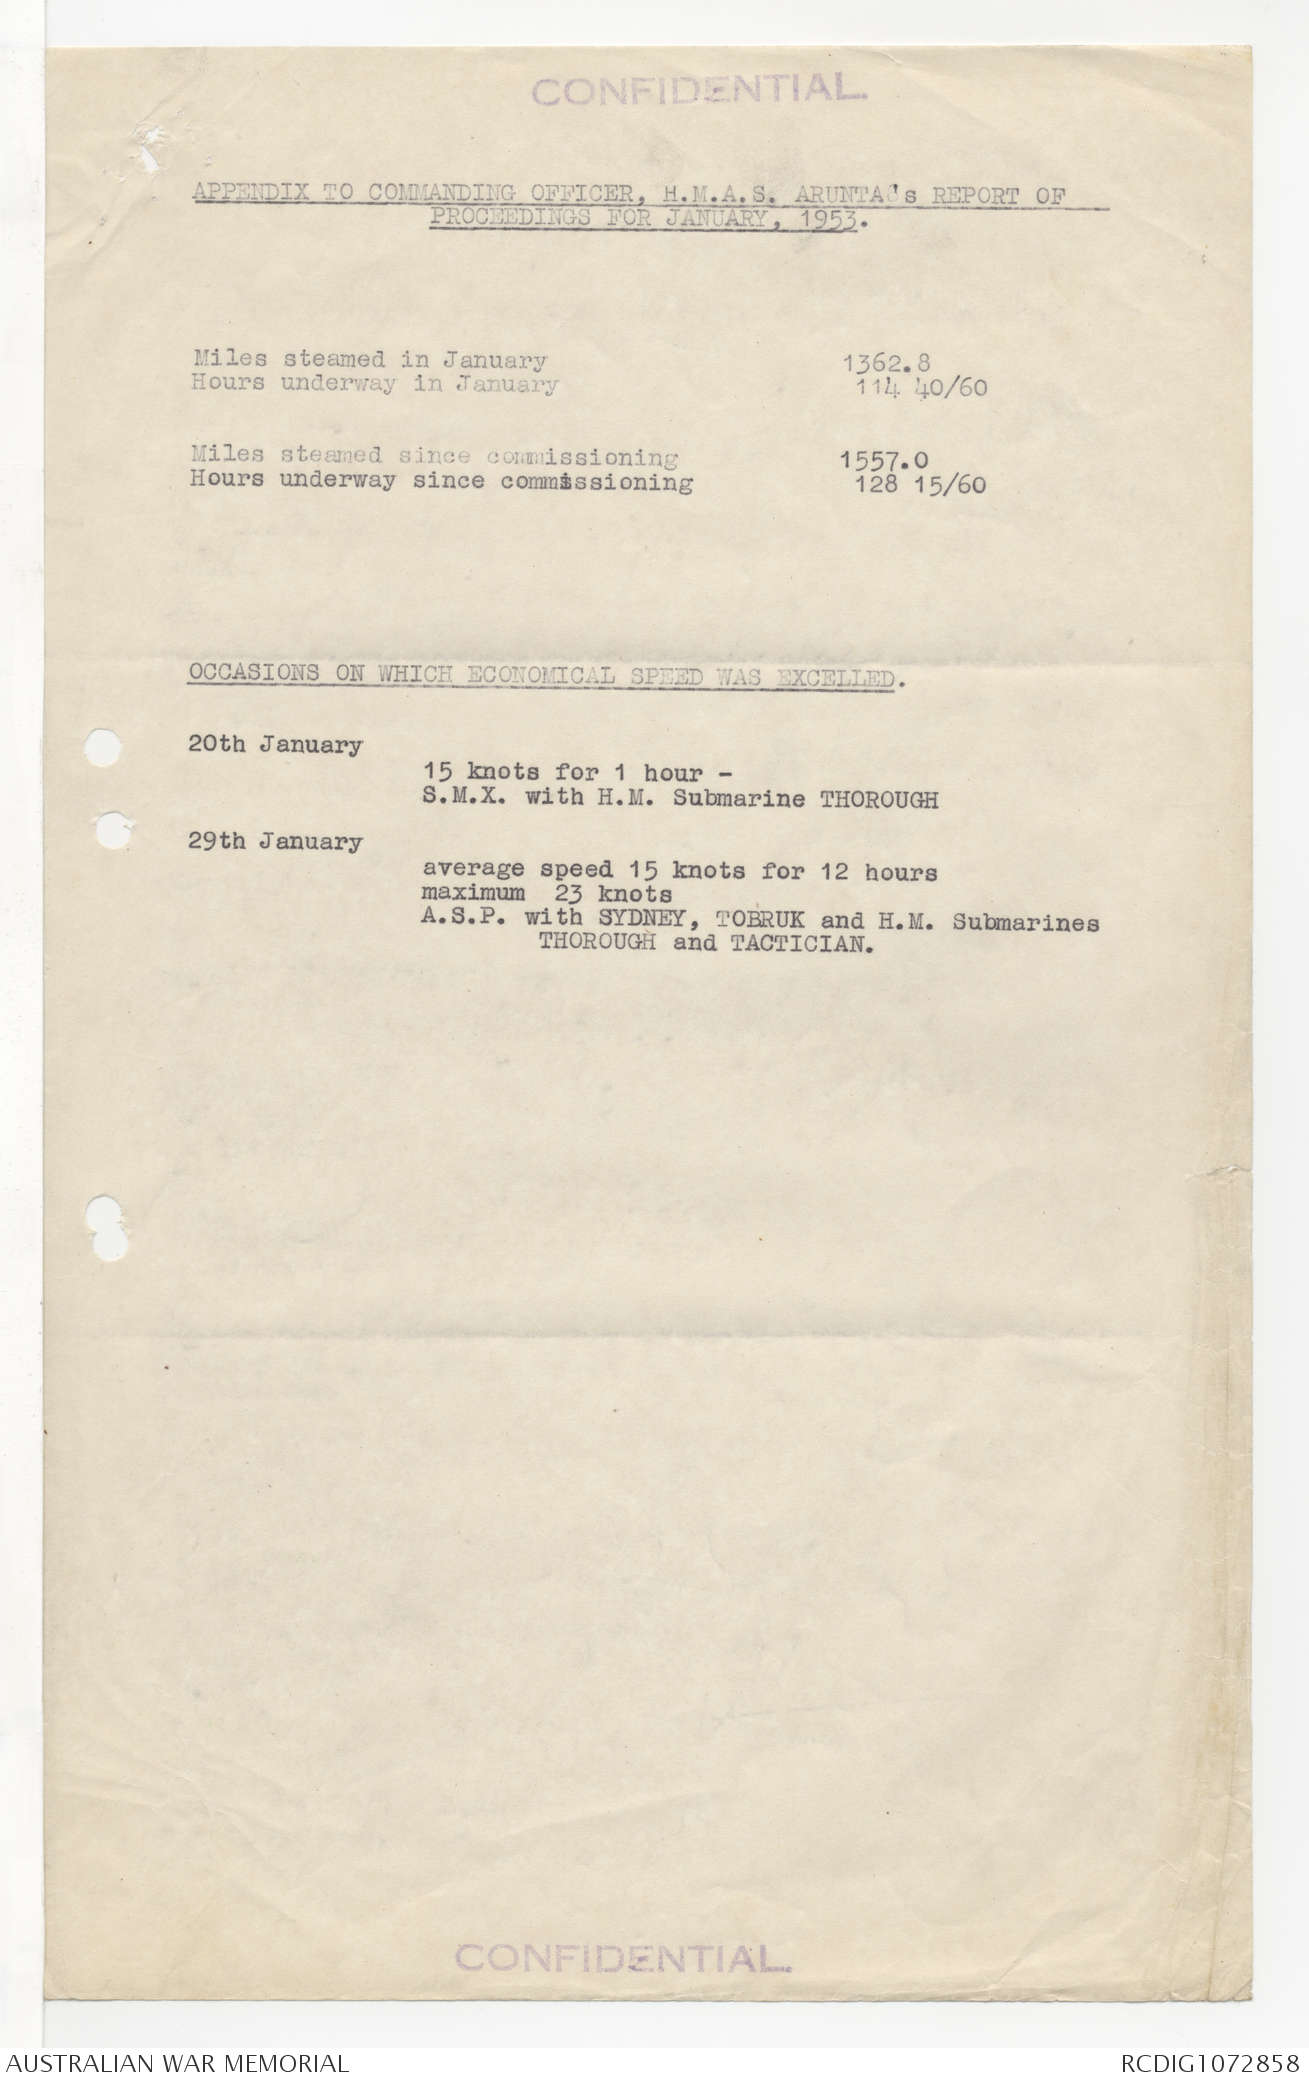 CONFIDENTIAL.
APPENDIX TO COMMANDING OFFICER, H.M.A.S. ARUNTA's REPORT OF
PROCEEDINGS FOR JANUARY, 1953.
Miles steamed in January 1362.8
Hours underway in January 114 40/60
Miles steamed since commissioning 1557.0
Hours underway since commissioning 128 15/60
OCCASIONS ON WHICH ECONOMICAL SPEED WAS EXCELLED.
20th January
15 knots for 1 hour -
S.M.X. with H.M. Submarine THOROUGH
29th January
average speed 15 knots for 12 hours
maximum 23 knots
A.S.P. with SYDNEY, TOBRUK and H.M. Submarines
THOROUGH and TACTICIAN.
CONFIDENTIAL.
AUSTRALIAN WAR MEMORIAL
RCDIG1072858